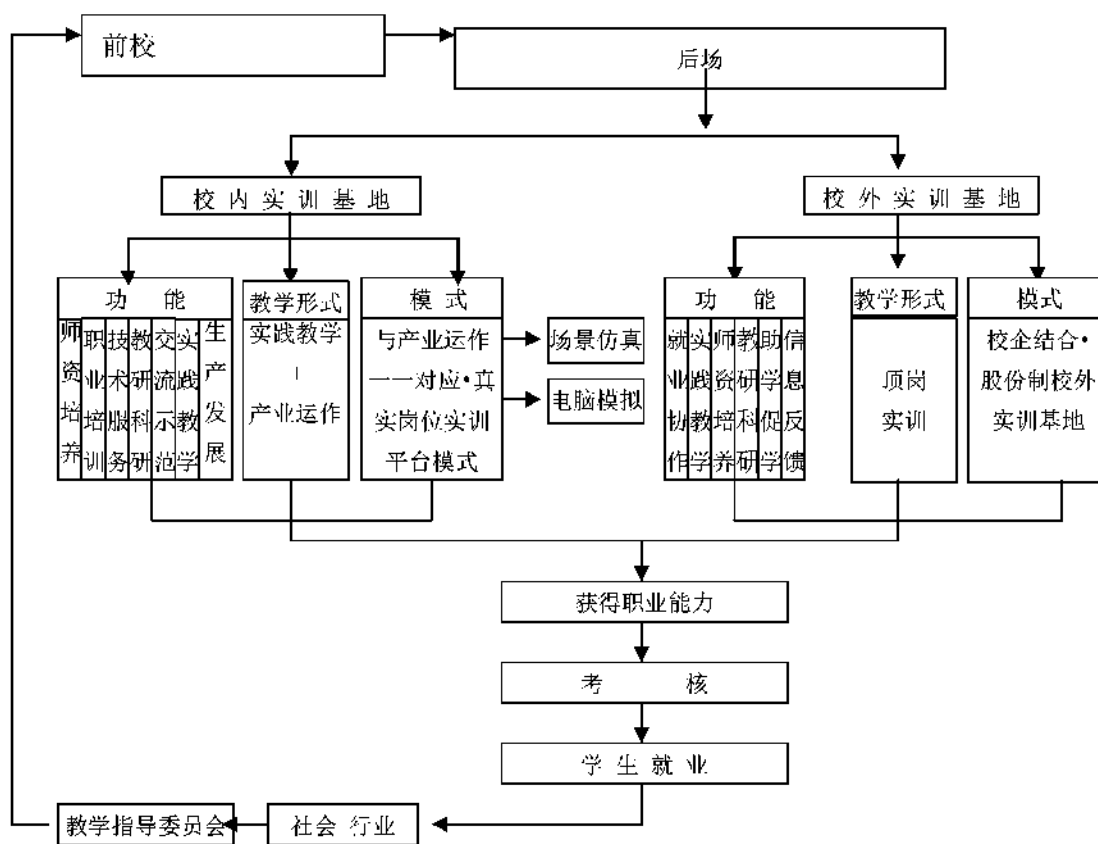 前校
后场
校内实训基地
校外实训基地
功 能
师资培养
职业培训
技术服务
教研科研
交流示范
实践教学
生产发展
教学形式
实践教学
产业运作
模式
与产业运作
一一对应·真
实岗位实训
平台模式
场景仿真
电脑模拟
功 能
就业协作
实践教学
师资培养
教研科研
助学促学
信息反馈
教学形式
顶岗
实训
模式
校企结合·
股份制校外
实训基地
获得职业能力
考 核
学生就业
社会 行业
教学指导委员会